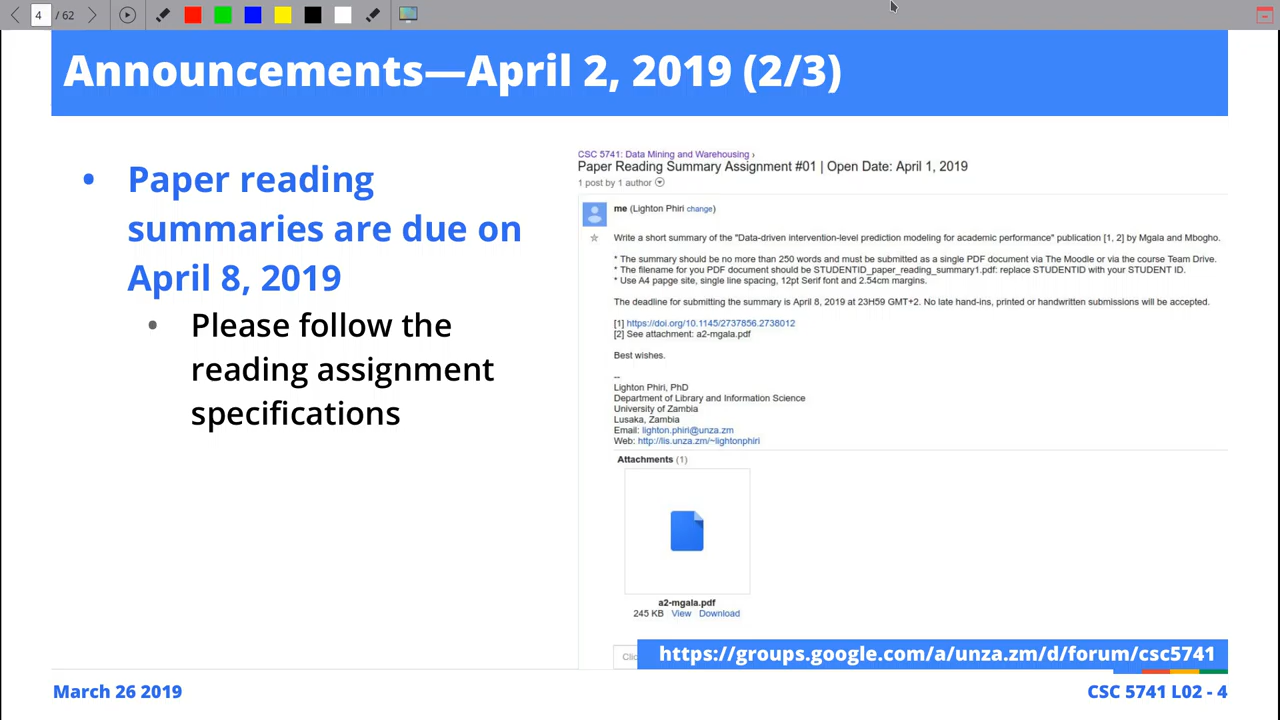 4 / 62
Announcements—April 2, 2019 (2/3)
• Paper reading
summaries are due on
April 8, 2019
• Please follow the
reading assignment
specifications
CSC 5741: Data Mining and Warehousing ›
Paper Reading Summary Assignment #01 | Open Date: April 1, 2019
1 post by 1 author
me (Lighton Phiri change)
Write a short summary of the "Data-driven intervention-level prediction modeling for academic performance" publication [1, 2] by Mgala and Mbogho.
* The summary should be no more than 250 words and must be submitted as a single PDF document via The Moodle or via the course Team Drive.
* The filename for you PDF document should be STUDENTID_paper_reading_summary1.pdf: replace STUDENTID with your STUDENT ID.
* Use A4 papge site, single line spacing, 12pt Serif font and 2.54cm margins.
The deadline for submitting the summary is April 8, 2019 at 23H59 GMT+2. No late hand-ins, printed or handwritten submissions will be accepted.
[1] https://doi.org/10.1145/2737856.2738012
[2] See attachment: a2-mgala.pdf
Best wishes.
--
Lighton Phiri, PhD
Department of Library and Information Science
University of Zambia
Lusaka, Zambia
Email: lighton.phiri@unza.zm
Web: http://lis.unza.zm/~lightonphiri
Attachments (1)
a2-mgala.pdf
245 KB View Download
https://groups.google.com/a/unza.zm/d/forum/csc5741
March 26 2019
CSC 5741 L02 - 4